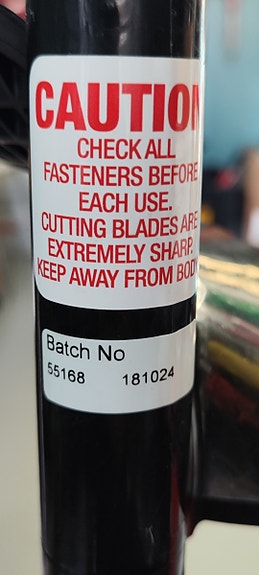 CAUTION
CHECK ALL
FASTENERS BEFORE
EACH USE.
CUTTING BLADES ARE
EXTREMELY SHARP.
KEEP AWAY FROM BODY
Batch No
55168 181024